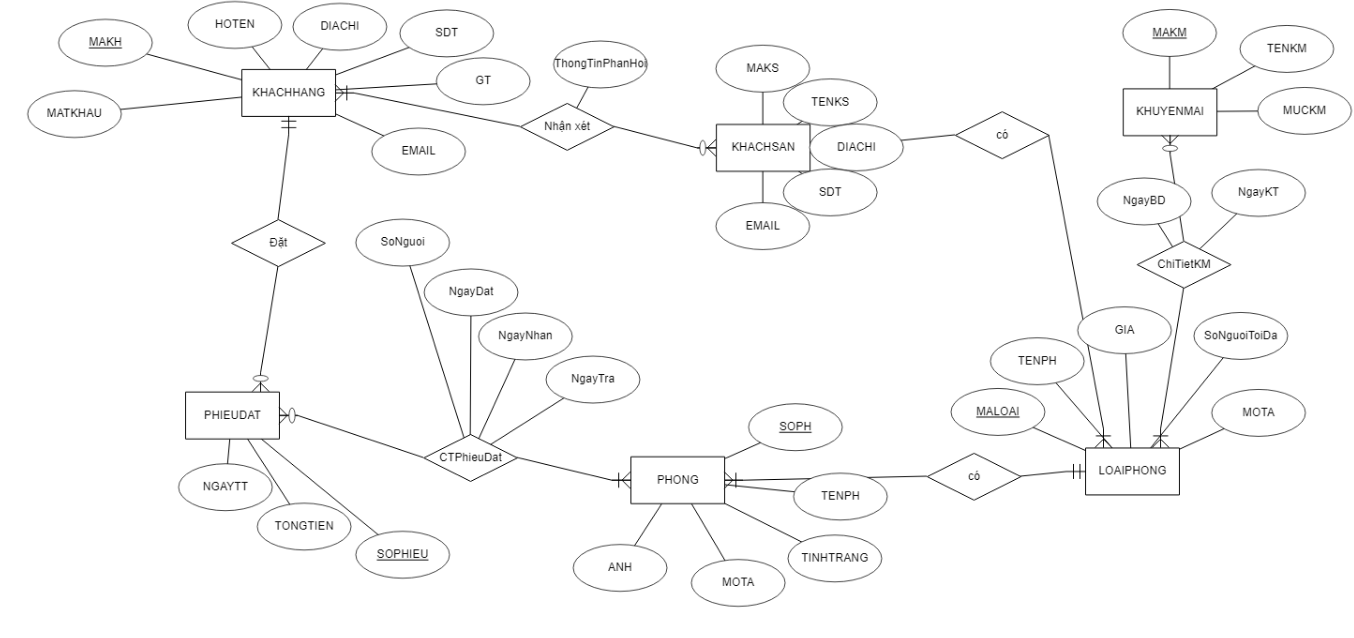 HOTEN
DIACHI
SDT
MAKH
GT
MATKHAU
KHACHHANG
EMAIL
ThongTinPhanHoi
Nhận xét
MAKS
TENKS
KHACHSAN
DIACHI
SDT
EMAIL
có
MAKM
TENKM
KHUYENMAI
MUCKM
NgayBD
NgayKT
ChiTietKM
Đặt
SoNguoi
NgayDat
NgayNhan
NgayTra
PHIEUDAT
CTPhieuDat
NGAYTT
TONGTIEN
SOPHIEU
SOPH
PHONG
TENPH
ANH
MOTA
TINHTRANG
có
GIA
SoNguoiToiDa
TENPH
MALOAI
MOTA
LOAIPHONG